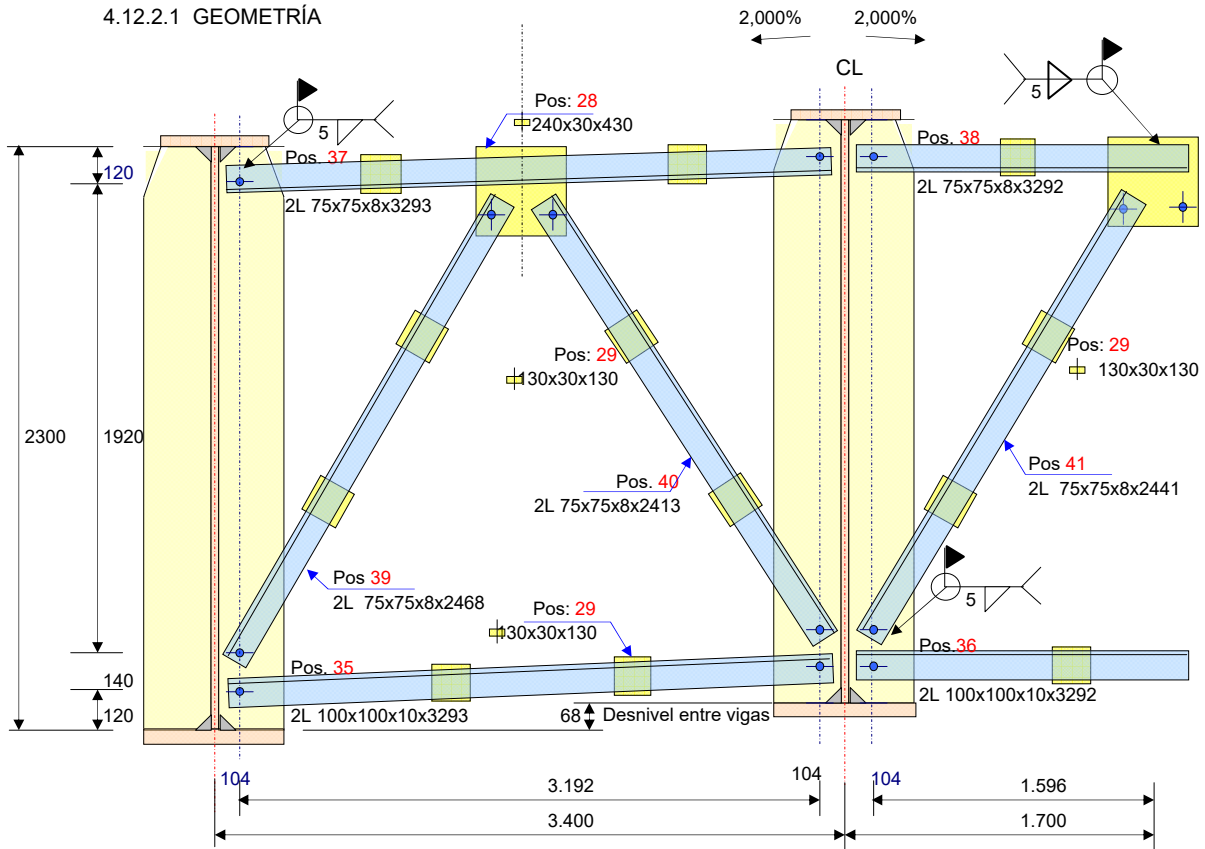 4.12.2.1 GEOMETRÍA
2,000%
2,000%
CL
Pos: 28
240x30x430
5
5
Pos. 37
Pos. 38
120
2L 75x75x8x3293
2L 75x75x8x3292
Pos: 29
130x30x130
Pos: 29
130x30x130
2300
1920
Pos. 40
2L 75x75x8x2413
Pos 41
2L 75x75x8x2441
Pos 39
2L 75x75x8x2468
5
Pos: 29
130x30x130
Pos. 35
Pos.36
140
120
2L 100x100x10x3293
2L 100x100x10x3292
68 Desnivel entre vigas
104
3.192
104
104
1.596
3.400
1.700